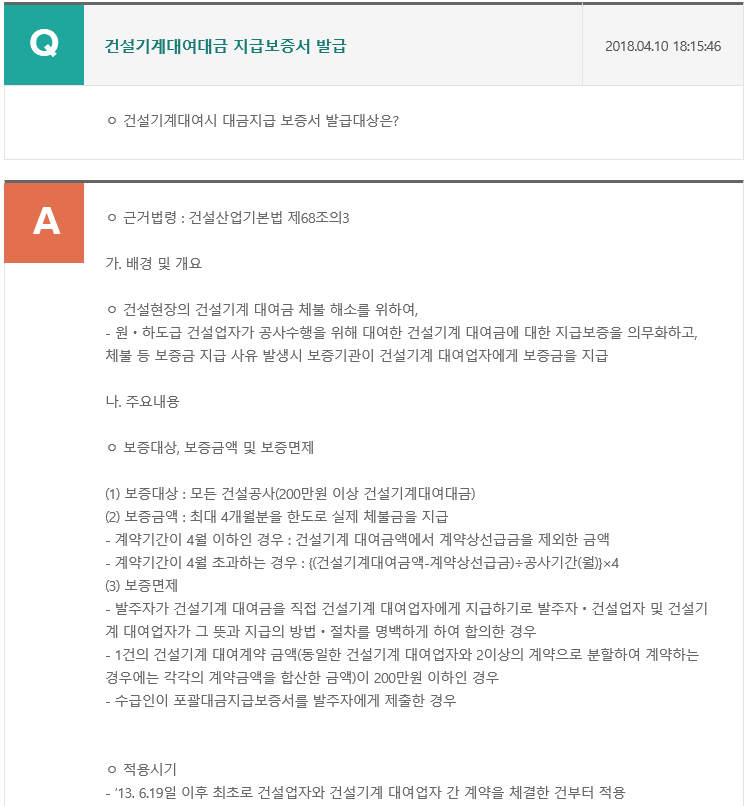 Q
건설기계대여대금 지급보증서 발급
2018.04.10 18:15:46
ㅇ 건설기계대여시 대금지급 보증서 발급대상은?
A
ㅇ 근거법령 : 건설산업기본법 제68조의3
가. 배경 및 개요
ㅇ 건설현장의 건설기계 대여금 체불 해소를 위하여,
- 원・하도급 건설업자가 공사수행을 위해 대여한 건설기계 대여금에 대한 지급보증을 의무화하고,
체불 등 보증금 지급 사유 발생시 보증기관이 건설기계 대여업자에게 보증금을 지급
나. 주요내용
ㅇ 보증대상, 보증금액 및 보증면제
(1) 보증대상 : 모든 건설공사(200만원 이상 건설기계대여대금)
(2) 보증금액 : 최대 4개월분을 한도로 실제 체불금을 지급
- 계약기간이 4월 이하인 경우 : 건설기계 대여금액에서 계약상선급금을 제외한 금액
- 계약기간이 4월 초과하는 경우 : {(건설기계대여금액-계약상선급금)÷공사기간(월)}×4
(3) 보증면제
- 발주자가 건설기계 대여금을 직접 건설기계 대여업자에게 지급하기로 발주자・건설업자 및 건설기
계 대여업자가 그 뜻과 지급의 방법・절차를 명백하게 하여 합의한 경우
- 1건의 건설기계 대여계약 금액(동일한 건설기계 대여업자와 2이상의 계약으로 분할하여 계약하는
경우에는 각각의 계약금액을 합산한 금액)이 200만원 이하인 경우
- 수급인이 포괄대금지급보증서를 발주자에게 제출한 경우
ㅇ 적용시기
- ‘13. 6.19일 이후 최초로 건설업자와 건설기계 대여업자 간 계약을 체결한 건부터 적용